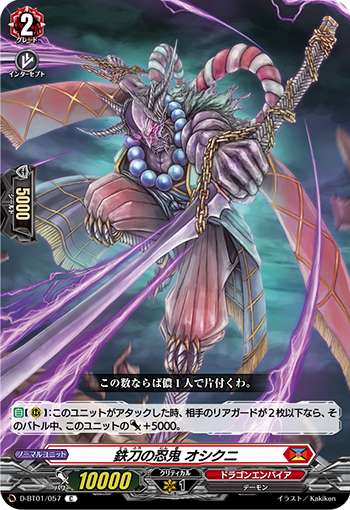 2
グレード
インターセプト
5000
シールド
この数ならば儂1人で片付くわ。
【自】【(R)】:このユニットがアタックした時、相手のリアガードが2枚以下なら、そ
のバトル中、このユニットの+5000。
ノーマルユニット
鉄刀の忍鬼 オシクニ
ドラゴンエンパイア
パワー
10000
クリティカル
1
デーモン
D-BT01/057 C
イラスト/Kakiken